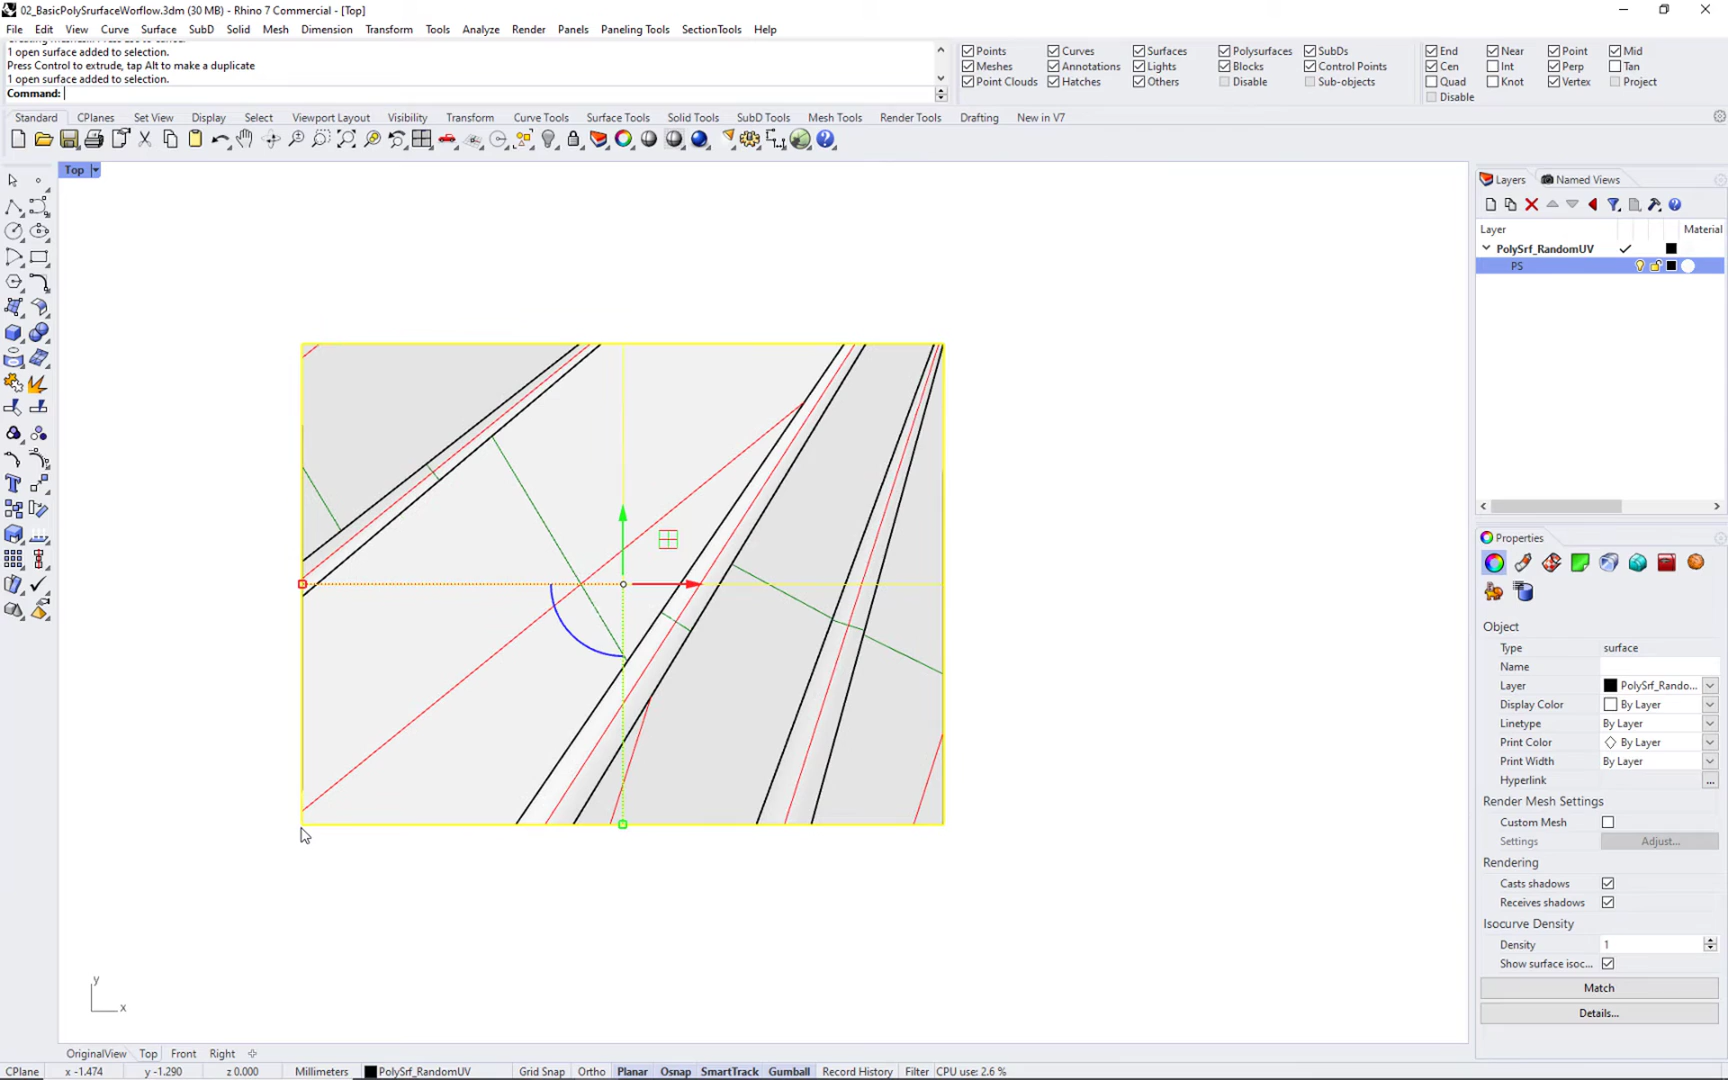 02_BasicPolySrurfaceWorflow.3dm (30 MB) - Rhino 7 Commercial - [Top]
File Edit View Curve Surface SubD Solid Mesh Dimension Transform Tools Analyze Render Panels Paneling Tools SectionTools Help
1 open surface added to selection.
Press Control to extrude, tap Alt to make a duplicate
1 open surface added to selection.
Command:
Points Curves Surfaces Polysurfaces SubDs
Meshes Annotations Lights Blocks Control Points
Point Clouds Hatches Others Disable Sub-objects
End Near Point Mid
Cen Int Perp Tan
Quad Knot Vertex Project
Disable
Standard CPlanes Set View Display Select Viewport Layout Visibility Transform Curve Tools Surface Tools Solid Tools SubD Tools Mesh Tools Render Tools Drafting New in V7
Top
Layers Named Views
Layer Material
PolySrf_RandomUV
PS
Properties
Object
Type surface
Name
Layer PolySrf_Rando...
Display Color By Layer
Linetype By Layer
Print Color By Layer
Print Width By Layer
Hyperlink ...
Render Mesh Settings
Custom Mesh
Settings Adjust...
Rendering
Casts shadows
Receives shadows
Isocurve Density
Density 1
Show surface isoc...
Match
Details...
y
x
OriginalView Top Front Right
CPlane x -1.474 y -1.290 z 0.000 Millimeters PolySrf_RandomUV Grid Snap Ortho Planar Osnap SmartTrack Gumball Record History Filter CPU use: 2.6 %